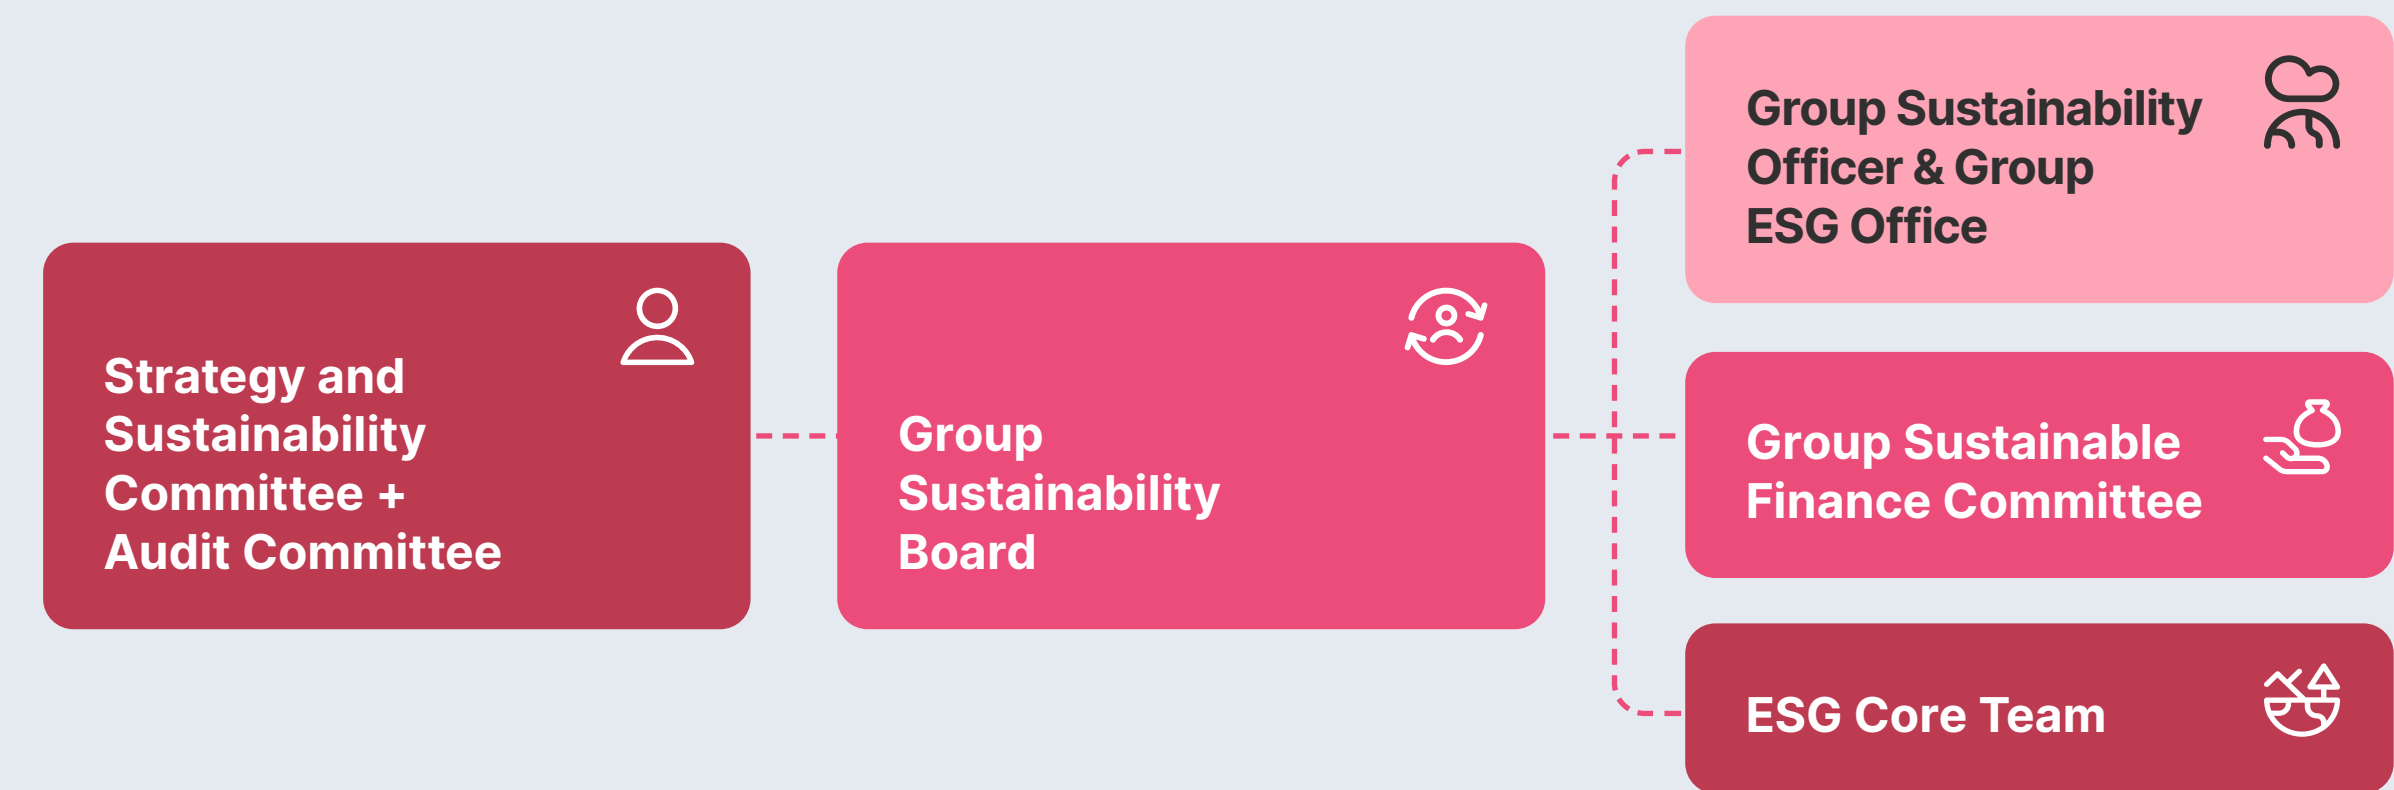 Strategy and
Sustainability
Committee +
Audit Committee
Group
Sustainability
Board
Group Sustainability
Officer & Group
ESG Office
Group Sustainable
Finance Committee
ESG Core Team